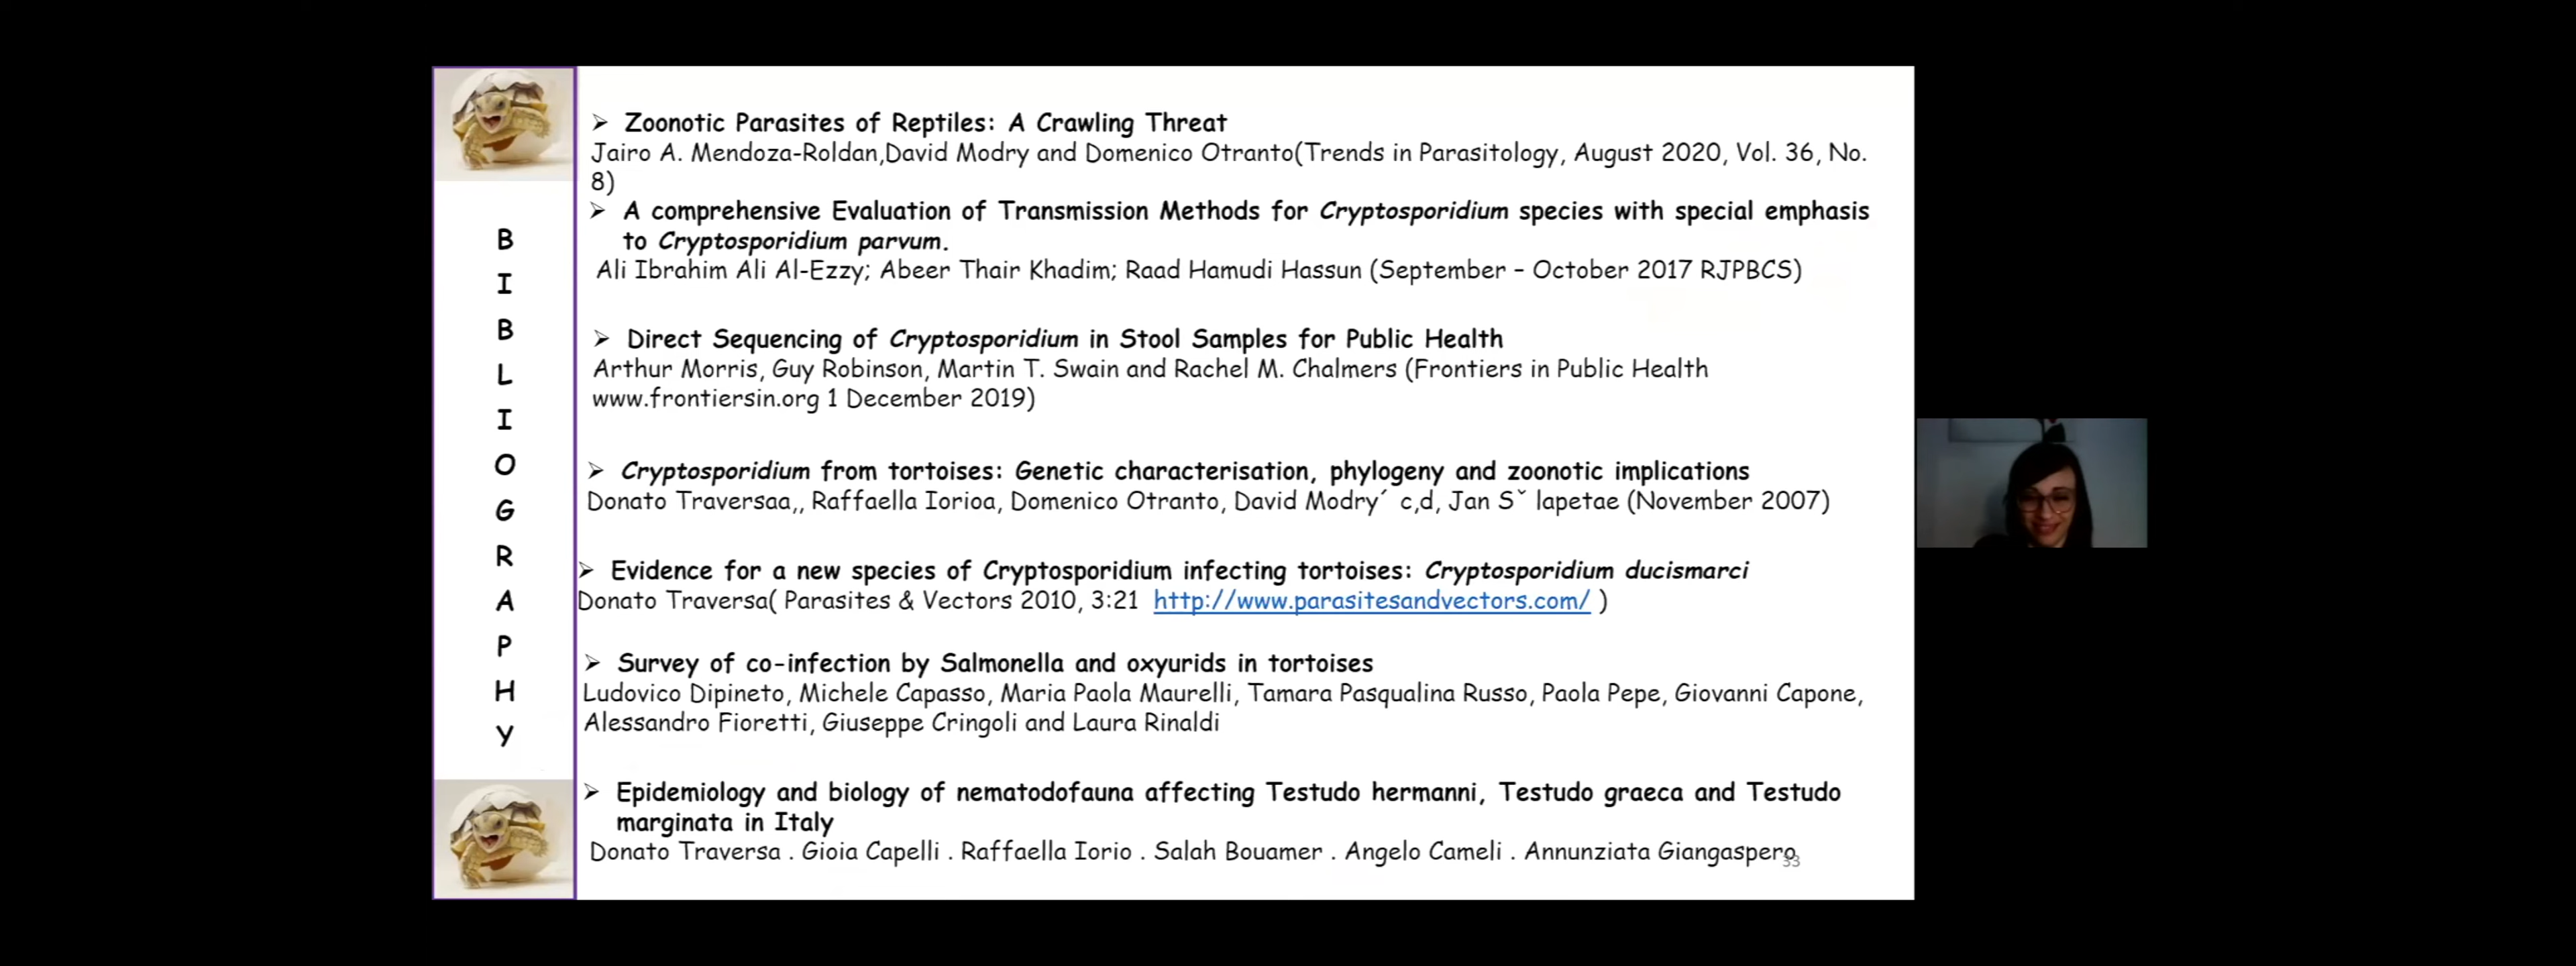 B
I
B
L
I
O
G
R
A
P
H
Y
➢ Zoonotic Parasites of Reptiles: A Crawling Threat
Jairo A. Mendoza-Roldan,David Modry and Domenico Otranto(Trends in Parasitology, August 2020, Vol. 36, No.
8)
➢ A comprehensive Evaluation of Transmission Methods for Cryptosporidium species with special emphasis
to Cryptosporidium parvum.
Ali Ibrahim Ali Al-Ezzy; Abeer Thair Khadim; Raad Hamudi Hassun (September – October 2017 RJPBCS)
➢ Direct Sequencing of Cryptosporidium in Stool Samples for Public Health
Arthur Morris, Guy Robinson, Martin T. Swain and Rachel M. Chalmers (Frontiers in Public Health
www.frontiersin.org 1 December 2019)
➢ Cryptosporidium from tortoises: Genetic characterisation, phylogeny and zoonotic implications
Donato Traversaa,, Raffaella Iorioa, Domenico Otranto, David Modry´ c,d, Jan Sˇ lapetae (November 2007)
➢ Evidence for a new species of Cryptosporidium infecting tortoises: Cryptosporidium ducismarci
Donato Traversa( Parasites & Vectors 2010, 3:21 http://www.parasitesandvectors.com/ )
➢ Survey of co-infection by Salmonella and oxyurids in tortoises
Ludovico Dipineto, Michele Capasso, Maria Paola Maurelli, Tamara Pasqualina Russo, Paola Pepe, Giovanni Capone,
Alessandro Fioretti, Giuseppe Cringoli and Laura Rinaldi
➢ Epidemiology and biology of nematodofauna affecting Testudo hermanni, Testudo graeca and Testudo
marginata in Italy
Donato Traversa . Gioia Capelli . Raffaella Iorio . Salah Bouamer . Angelo Cameli . Annunziata Giangaspero
33